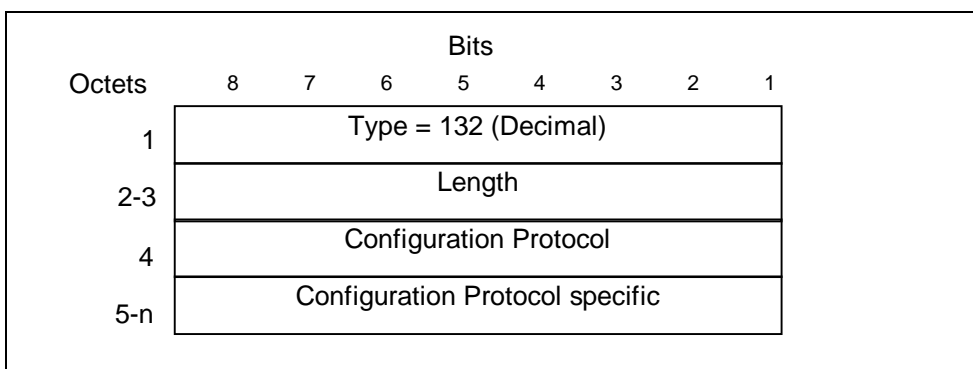 Bits
Octets 8 7 6 5 4 3 2 1
1 Type = 132 (Decimal)
2-3 Length
4 Configuration Protocol
5-n Configuration Protocol specific